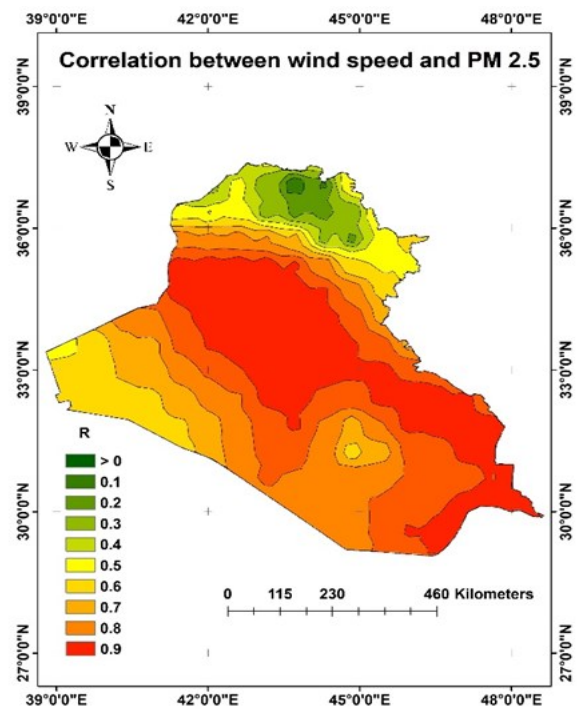 39°0'0"E 42°0'0"E 45°0'0"E 48°0'0"E
Correlation between wind speed and PM 2.5
39°0'0"N 39°0'0"N
N
W E
S
36°0'0"N 36°0'0"N
33°0'0"N 33°0'0"N
R
> 0
0.1
0.2
0.3
0.4
0.5
0.6
0.7
0.8
0.9
30°0'0"N 30°0'0"N
0 115 230 460 Kilometers
27°0'0"N 27°0'0"N
39°0'0"E 42°0'0"E 45°0'0"E 48°0'0"E